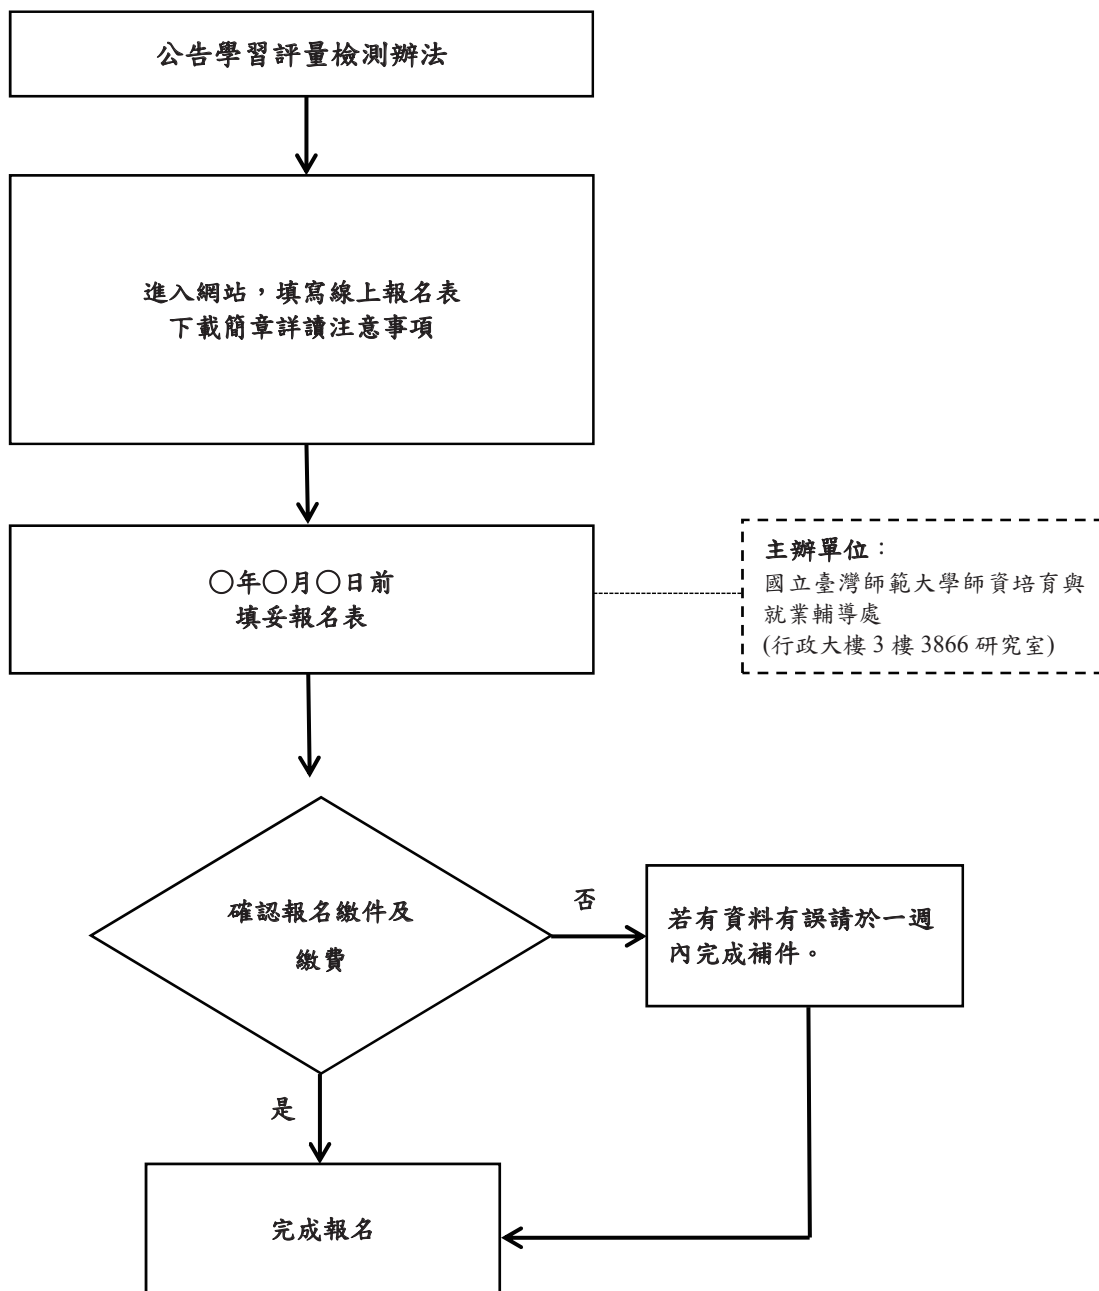 公告學習評量檢測辦法
進入網站，填寫線上報名表
下載簡章詳讀注意事項
○年○月○日前
填妥報名表
主辦單位：
國立臺灣師範大學師資培育與
就業輔導處
(行政大樓 3 樓 3866 研究室)
確認報名繳件及
繳費
否
若有資料有誤請於一週
內完成補件。
是
完成報名